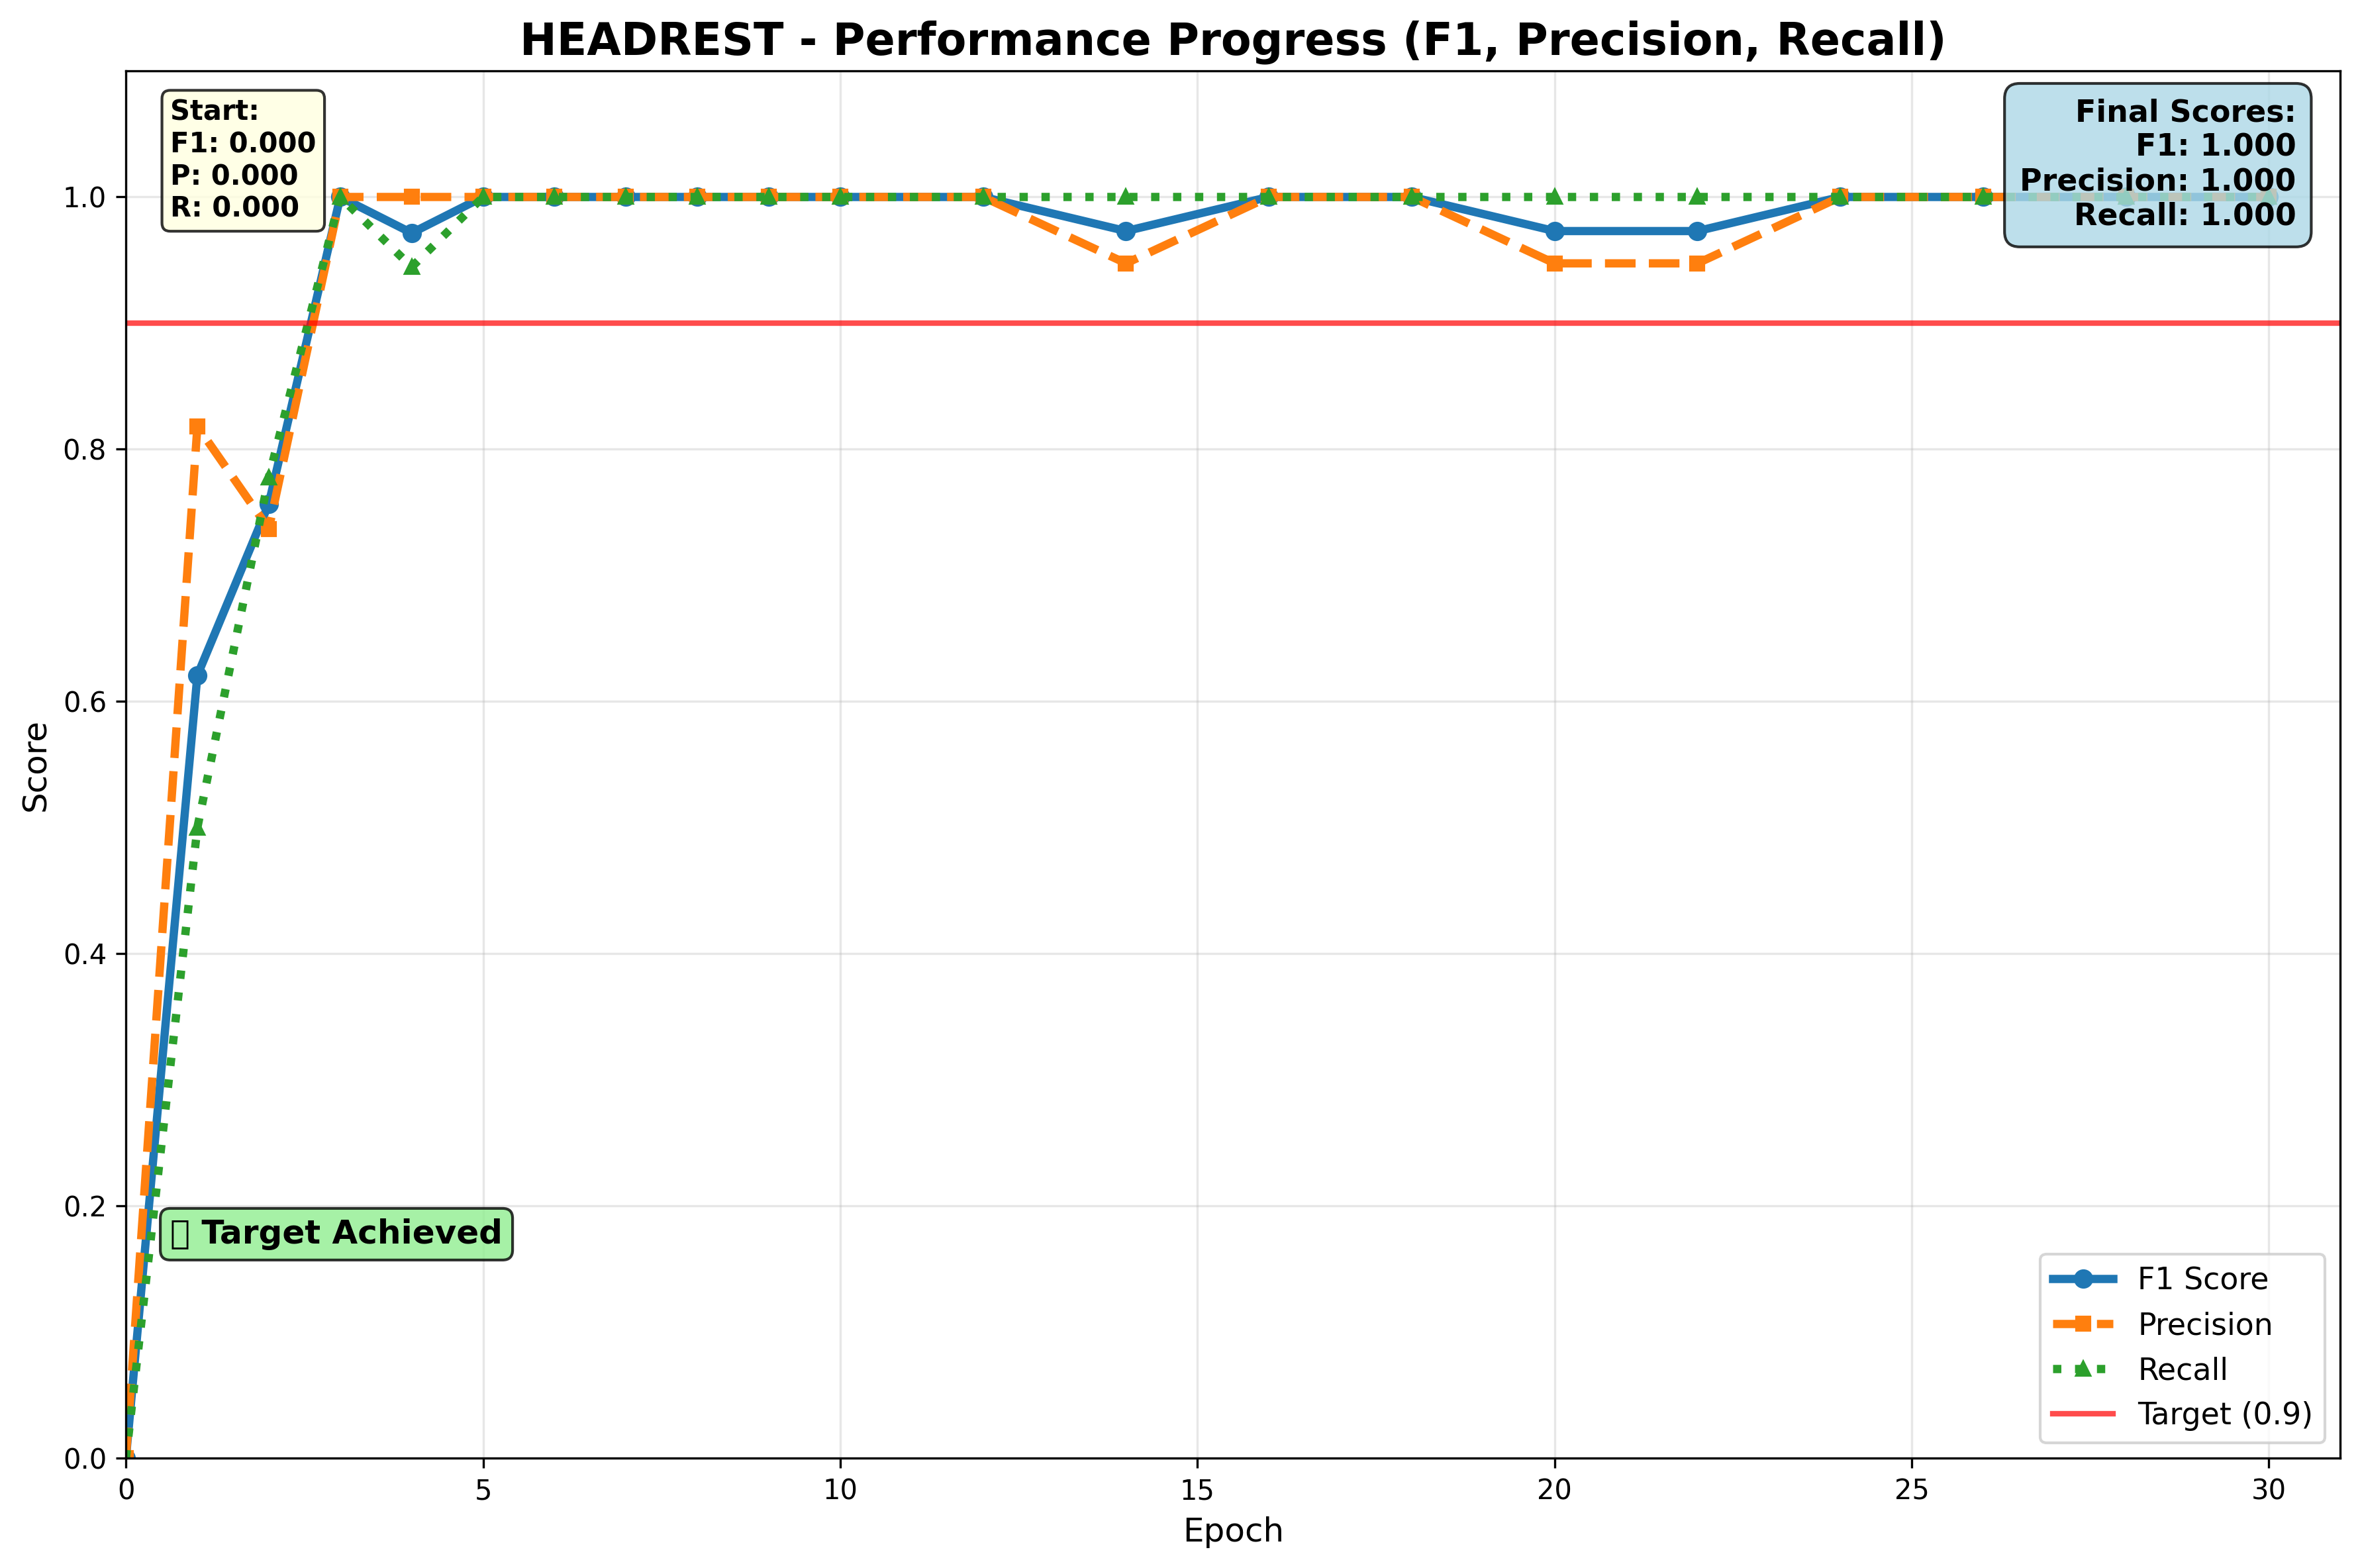 HEADREST - Performance Progress (F1, Precision, Recall)
Start:
F1: 0.000
P: 0.000
R: 0.000
Final Scores:
F1: 1.000
Precision: 1.000
Recall: 1.000
1.0
0.8
0.6
0.4
0.2
0.0
Score
Target Achieved
F1 Score
Precision
Recall
Target (0.9)
0 5 10 15 20 25 30
Epoch